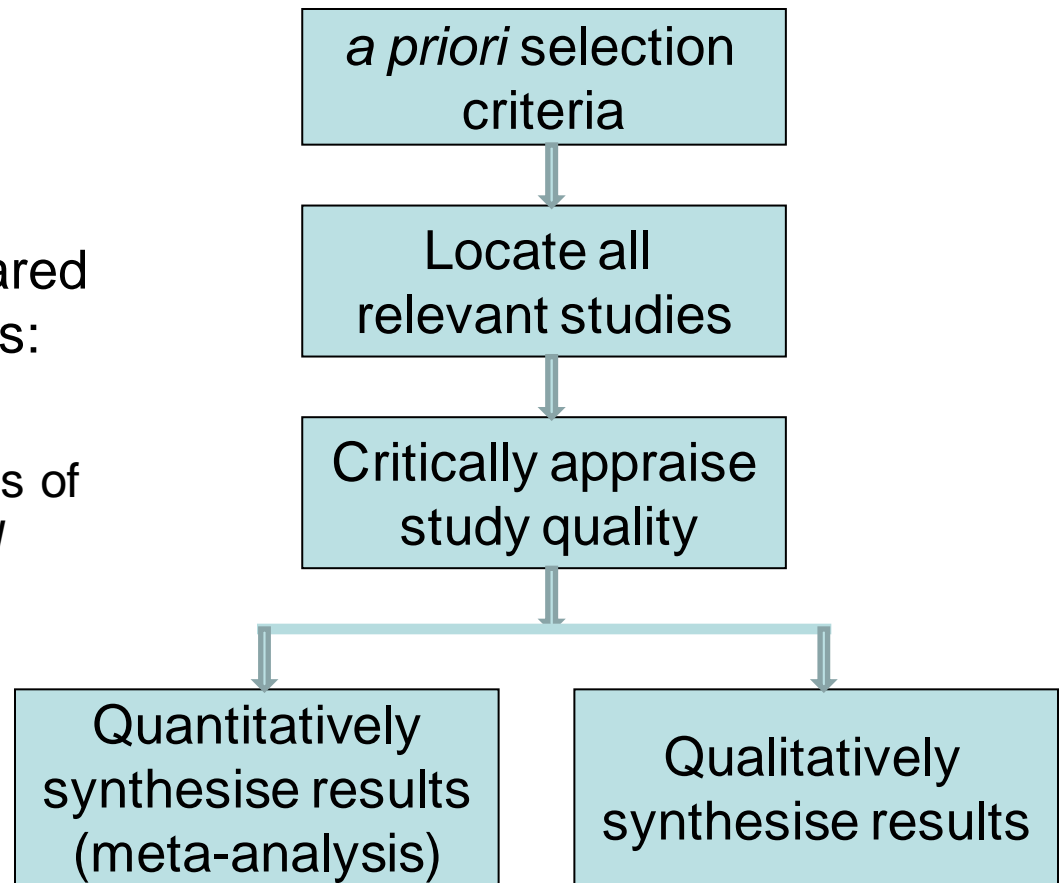 a priori selection
criteria
Locate all
relevant studies
s:
Critically appraise
study quality
s of
Quantitatively
synthesise results
(meta-analysis)
Qualitatively
synthesise results